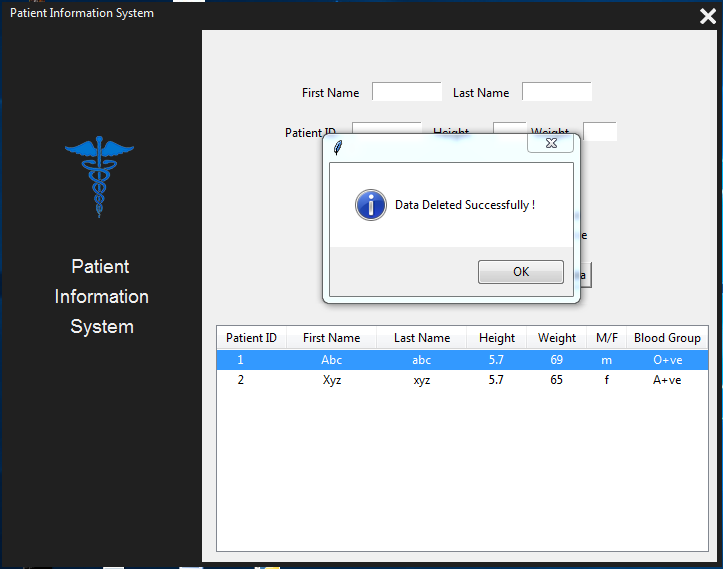 Patient Information System
First Name Last Name
Patient ID Height Weight
Data Deleted Successfully !
OK
Patient
Information
System
Patient ID First Name Last Name Height Weight M/F Blood Group
1 Abc abc 5.7 69 m O+ve
2 Xyz xyz 5.7 65 f A+ve